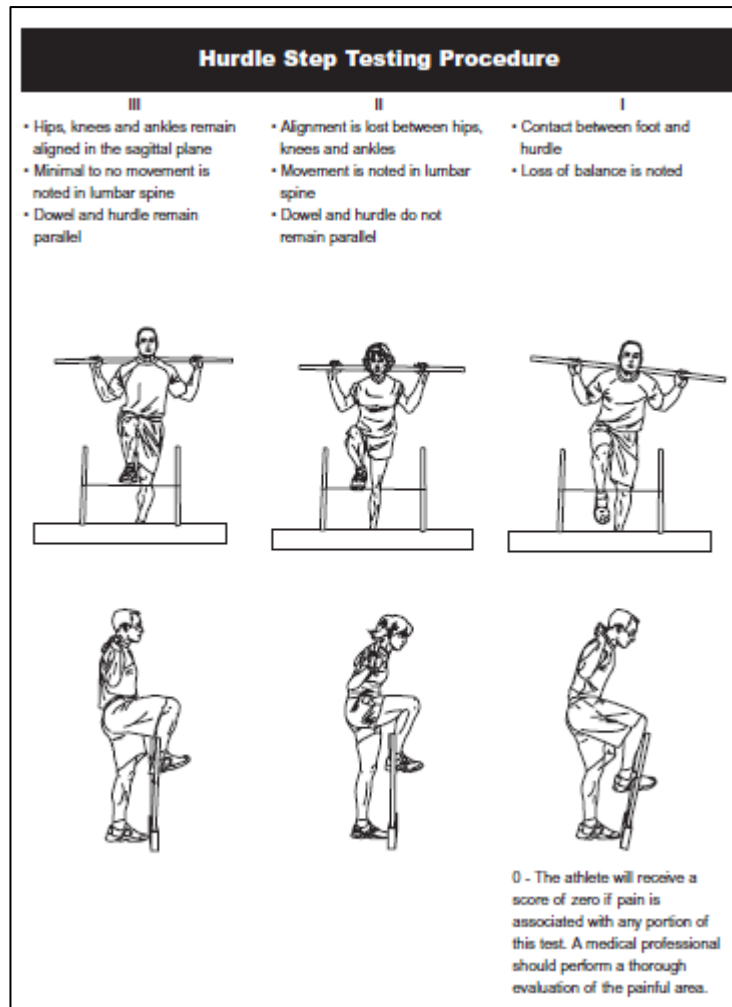 Hurdle Step Testing Procedure
III
• Hips, knees and ankles remain
aligned in the sagittal plane
• Minimal to no movement is
noted in lumbar spine
• Dowel and hurdle remain
parallel
II
• Alignment is lost between hips,
knees and ankles
• Movement is noted in lumbar
spine
• Dowel and hurdle do not
remain parallel
I
• Contact between foot and
hurdle
• Loss of balance is noted
0 - The athlete will receive a
score of zero if pain is
associated with any portion of
this test. A medical professional
should perform a thorough
evaluation of the painful area.